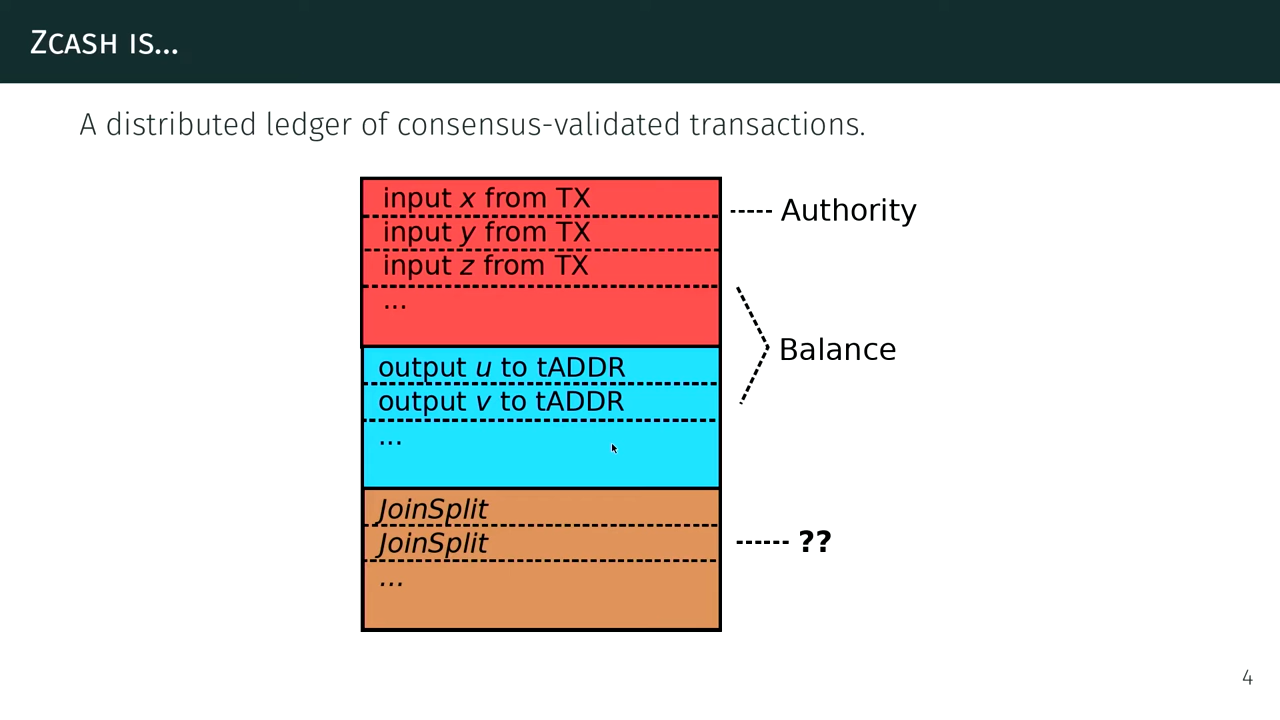 Zcash is...
A distributed ledger of consensus-validated transactions.
input x from TX
Authority
input y from TX
input z from TX
...
Balance
output u to tADDR
output v to tADDR
...
JoinSplit
JoinSplit
??
...
4